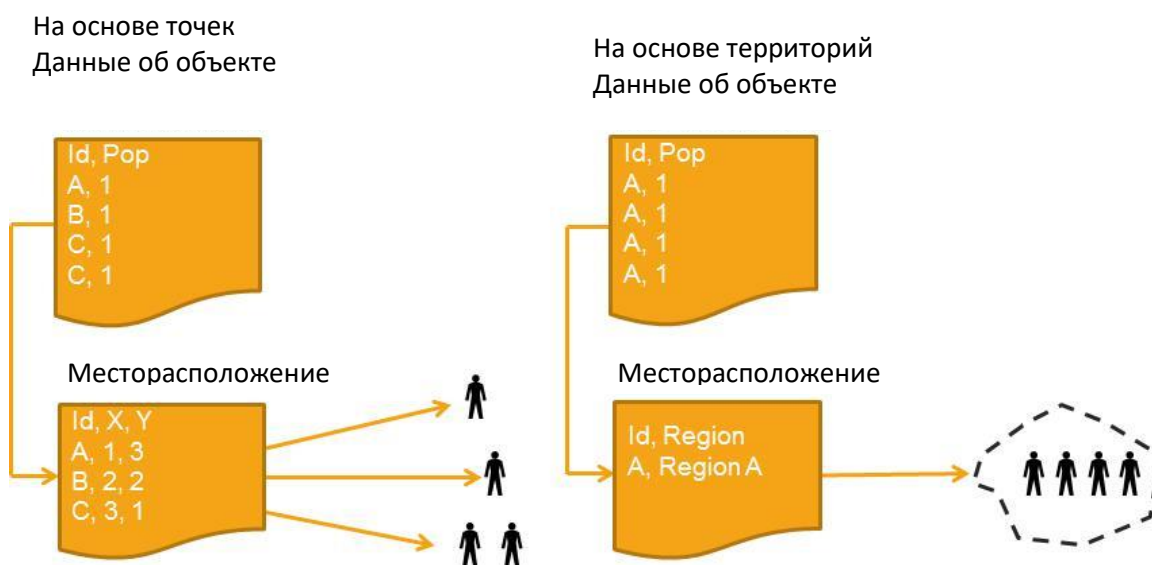 На основе точек
Данные об объекте
Id, Pop
A, 1
B, 1
C, 1
C, 1
Месторасположение
Id, X, Y
A, 1, 3
B, 2, 2
C, 3, 1
На основе территорий
Данные об объекте
Id, Pop
A, 1
A, 1
A, 1
A, 1
Месторасположение
Id, Region
A, Region A